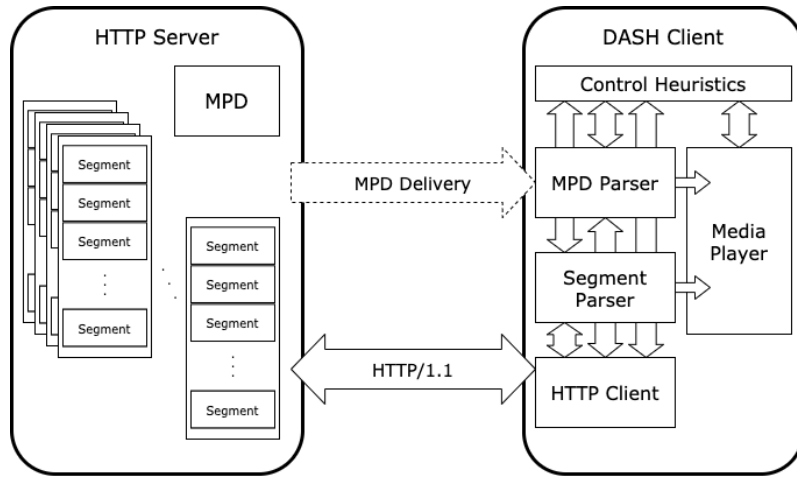 HTTP Server
MPD
Segment
Segment
Segment
Segment
Segment
Segment
Segment
Segment
MPD Delivery
HTTP/1.1
DASH Client
Control Heuristics
MPD Parser
Media
Player
Segment
Parser
HTTP Client